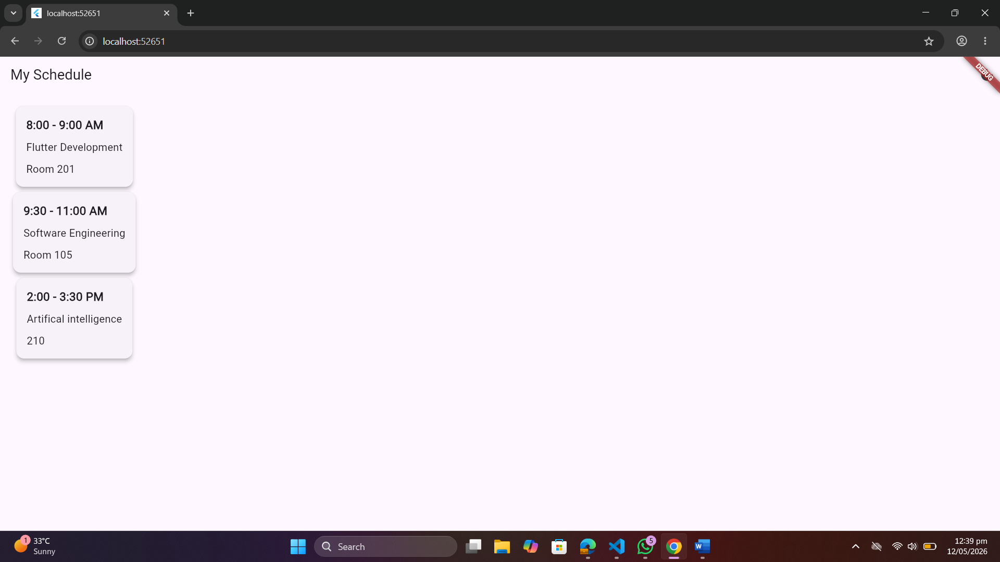 localhost:52651
localhost:52651
My Schedule
DEBUG
8:00 - 9:00 AM
Flutter Development
Room 201
9:30 - 11:00 AM
Software Engineering
Room 105
2:00 - 3:30 PM
Artifical intelligence
210
1
33°C
Sunny
Search
5
W
12:39 pm
12/05/2026